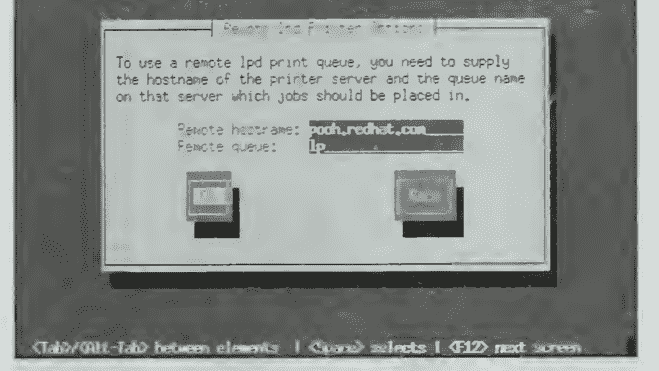 Remote lpd Printer Options
To use a remote lpd print queue, you need to supply
the hostname of the printer server and the queue name
on that server which jobs should be placed in.
Remote hostname: pooh.redhat.com
Remote queue: lp
<Tab>/<Alt-Tab> between elements | <Space> selects | <F12> next screen